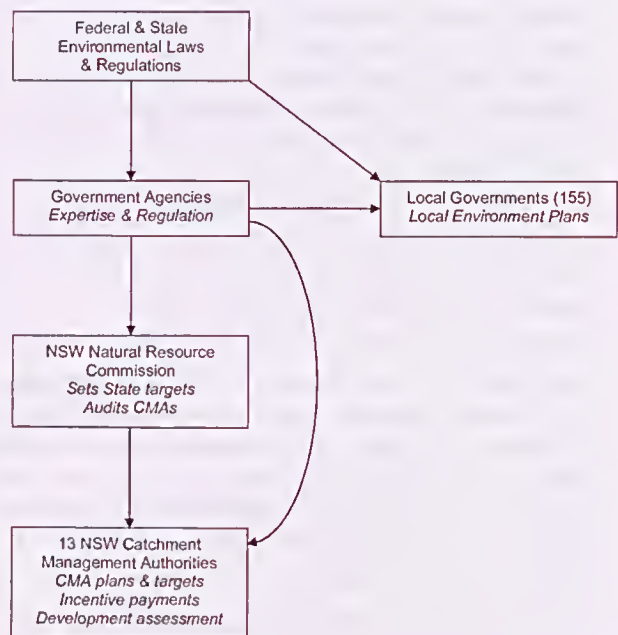 Federal & State
Environmental Laws
& Regulations
Government Agencies
Expertise & Regulation
Local Governments (155)
Local Environment Plans
NSW Natural Resource
Commission
Sets State targets
Audits CMAs
13 NSW Catchment
Management Authorities
CMA plans & targets
Incentive payments
Development assessment